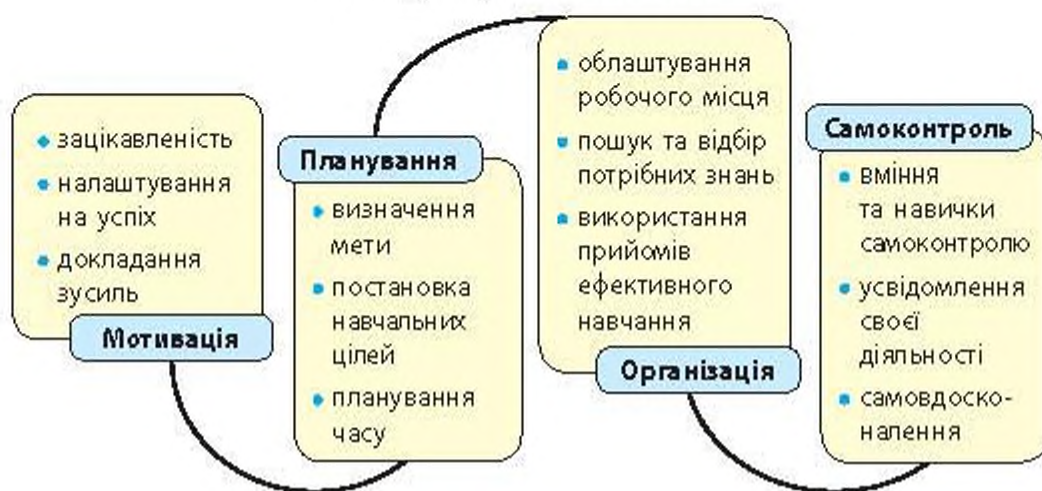 зацікавленість
налаштування
на успіх
докладання
зусиль
Мотивація
Планування
визначення
мети
постановка
навчальних
цілей
планування
часу
облаштування
робочого місця
пошук та відбір
потрібних знань
використання
прийомів
ефективного
навчання
Організація
Самоконтроль
вміння
та навички
самоконтролю
усвідомлення
своєї
діяльності
самовдоско-
налення